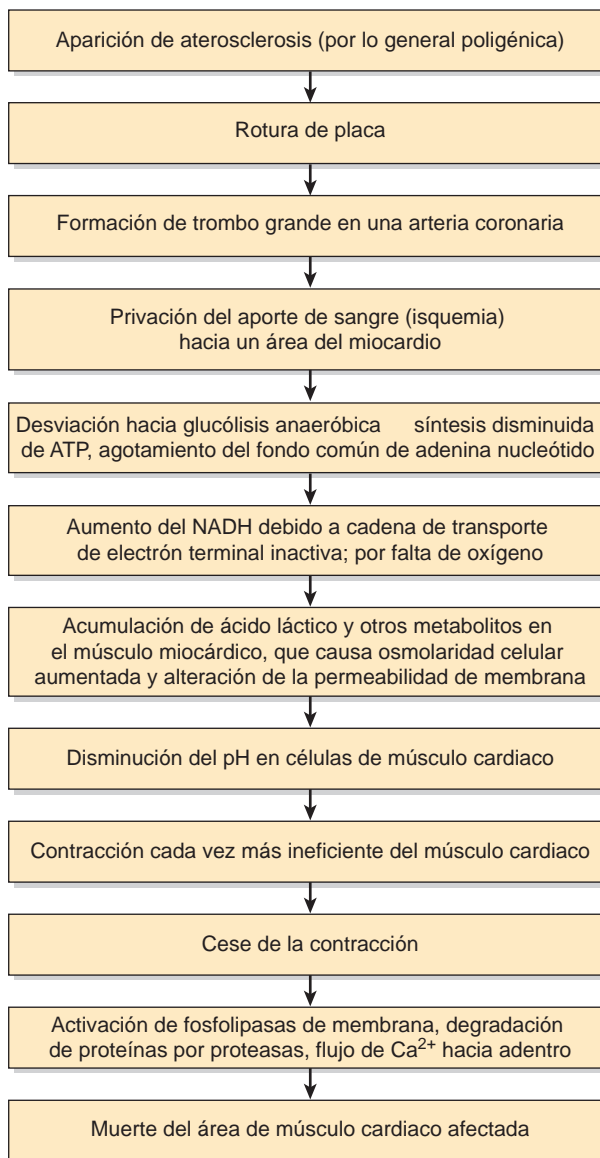 Aparición de aterosclerosis (por lo general poligénica)
Rotura de placa
Formación de trombo grande en una arteria coronaria
Privación del aporte de sangre (isquemia)
hacia un área del miocardio
Desviación hacia glucólisis anaeróbica síntesis disminuida
de ATP, agotamiento del fondo común de adenina nucleótido
Aumento del NADH debido a cadena de transporte
de electrón terminal inactiva; por falta de oxígeno
Acumulación de ácido láctico y otros metabolitos en
el músculo miocárdico, que causa osmolaridad celular
aumentada y alteración de la permeabilidad de membrana
Disminución del pH en células de músculo cardiaco
Contracción cada vez más ineficiente del músculo cardiaco
Cese de la contracción
Activación de fosfolipasas de membrana, degradación
de proteínas por proteasas, flujo de Ca²⁺ hacia adentro
Muerte del área de músculo cardiaco afectada